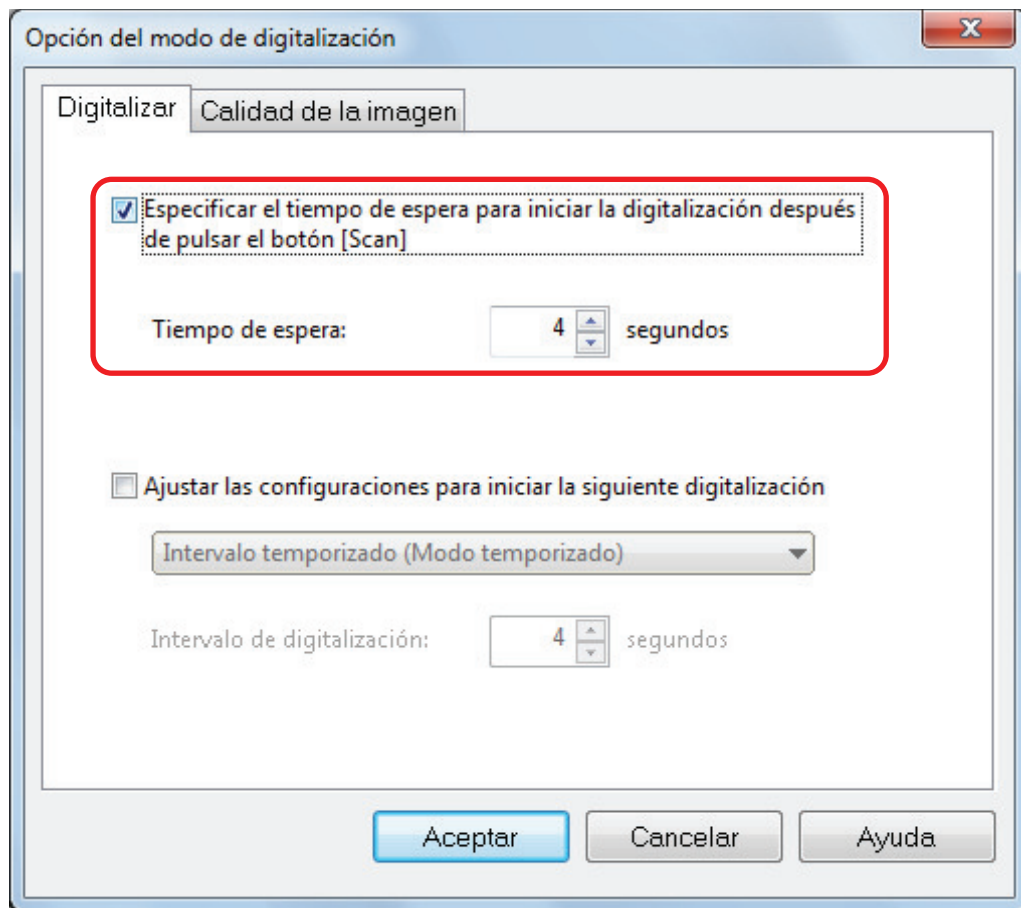 Opción del modo de digitalización
Digitalizar
Calidad de la imagen
Especificar el tiempo de espera para iniciar la digitalización después
de pulsar el botón [Scan]
Tiempo de espera: 4 segundos
Ajustar las configuraciones para iniciar la siguiente digitalización
Intervalo temporizado (Modo temporizado)
Intervalo de digitalización: 4 segundos
Aceptar
Cancelar
Ayuda